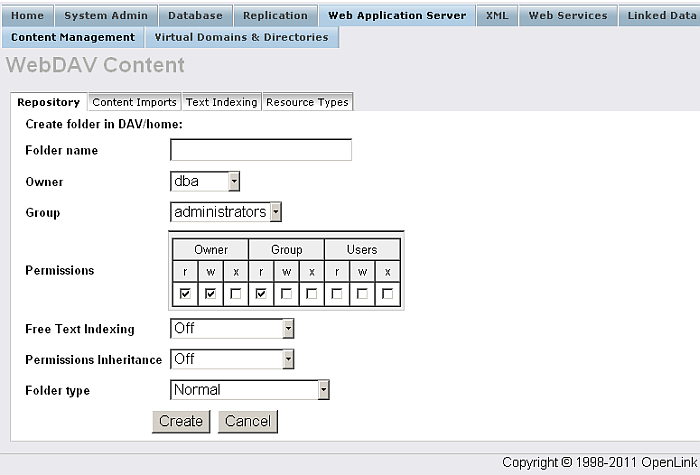 Home System Admin Database Replication Web Application Server XML Web Services Linked Data
Content Management Virtual Domains & Directories
WebDAV Content
Repository Content Imports Text Indexing Resource Types
Create folder in DAV/home:
Folder name
Owner dba
Group administrators
Owner Group Users
Permissions r w x r w x r w x
Free Text Indexing Off
Permissions Inheritance Off
Folder type Normal
Create Cancel
Copyright © 1998-2011 OpenLink